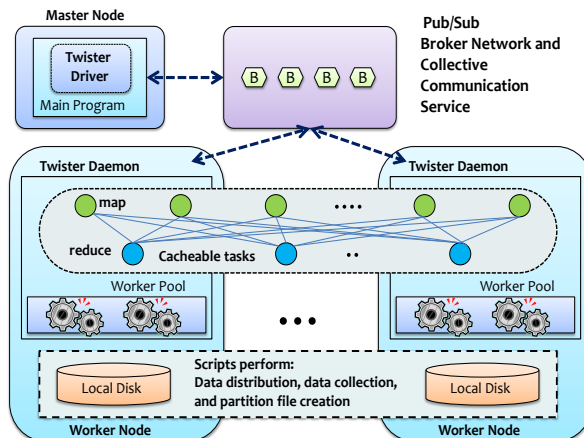 Master Node
Twister
Driver
Main Program
B B B B
Pub/Sub
Broker Network and
Collective
Communication
Service
Twister Daemon
Twister Daemon
map
....
reduce
Cacheable tasks
..
Worker Pool
Worker Pool
...
Scripts perform:
Data distribution, data collection,
and partition file creation
Local Disk
Local Disk
Worker Node
Worker Node